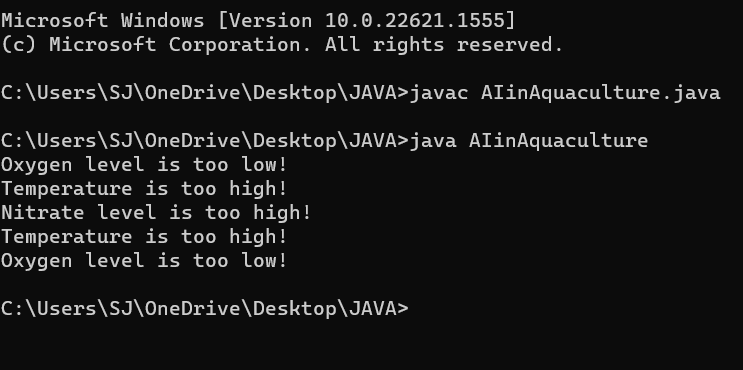 Microsoft Windows [Version 10.0.22621.1555]
(c) Microsoft Corporation. All rights reserved.
C:\Users\SJ\OneDrive\Desktop\JAVA>javac AIinAquaculture.java
C:\Users\SJ\OneDrive\Desktop\JAVA>java AIinAquaculture
Oxygen level is too low!
Temperature is too high!
Nitrate level is too high!
Temperature is too high!
Oxygen level is too low!
C:\Users\SJ\OneDrive\Desktop\JAVA>